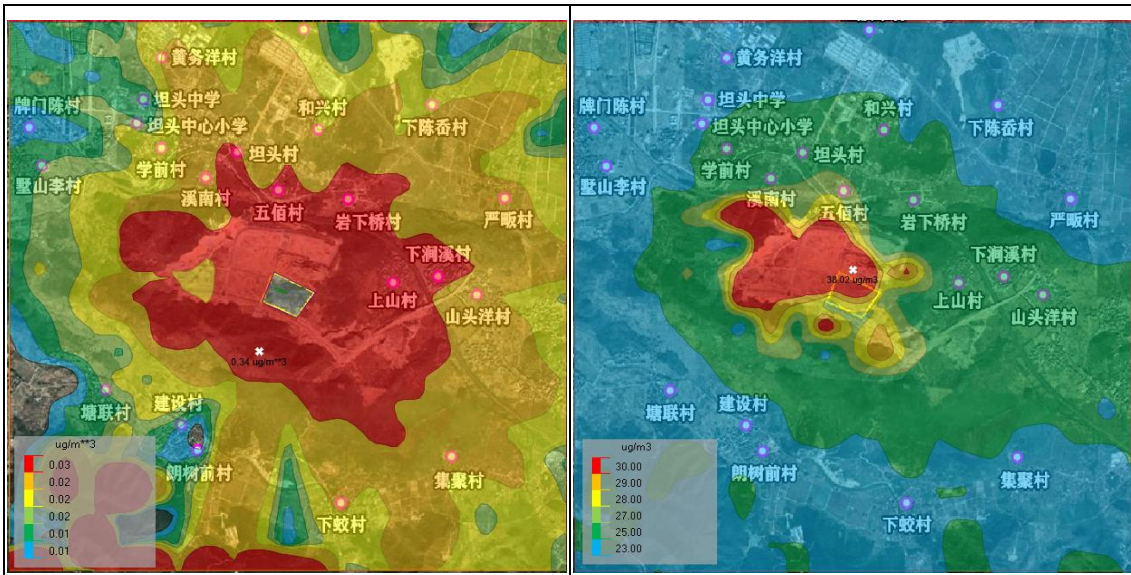 黄务洋村
坦头中学
牌门陈村
坦头中心小学
和兴村
下陈岙村
坦头村
学前村
墅山李村
溪南村
五佰村
岩下桥村
严畈村
下涧溪村
上山村
山头洋村
0.34 ug/m**3
塘联村
建设村
朗树前村
集聚村
下蛟村
ug/m**3
0.03
0.02
0.02
0.02
0.01
0.01
黄务洋村
坦头中学
牌门陈村
坦头中心小学
和兴村
下陈岙村
坦头村
学前村
墅山李村
溪南村
五佰村
岩下桥村
严畈村
下涧溪村
38.02 ug/m3
上山村
山头洋村
塘联村
建设村
朗树前村
集聚村
下蛟村
ug/m3
30.00
29.00
28.00
27.00
25.00
23.00